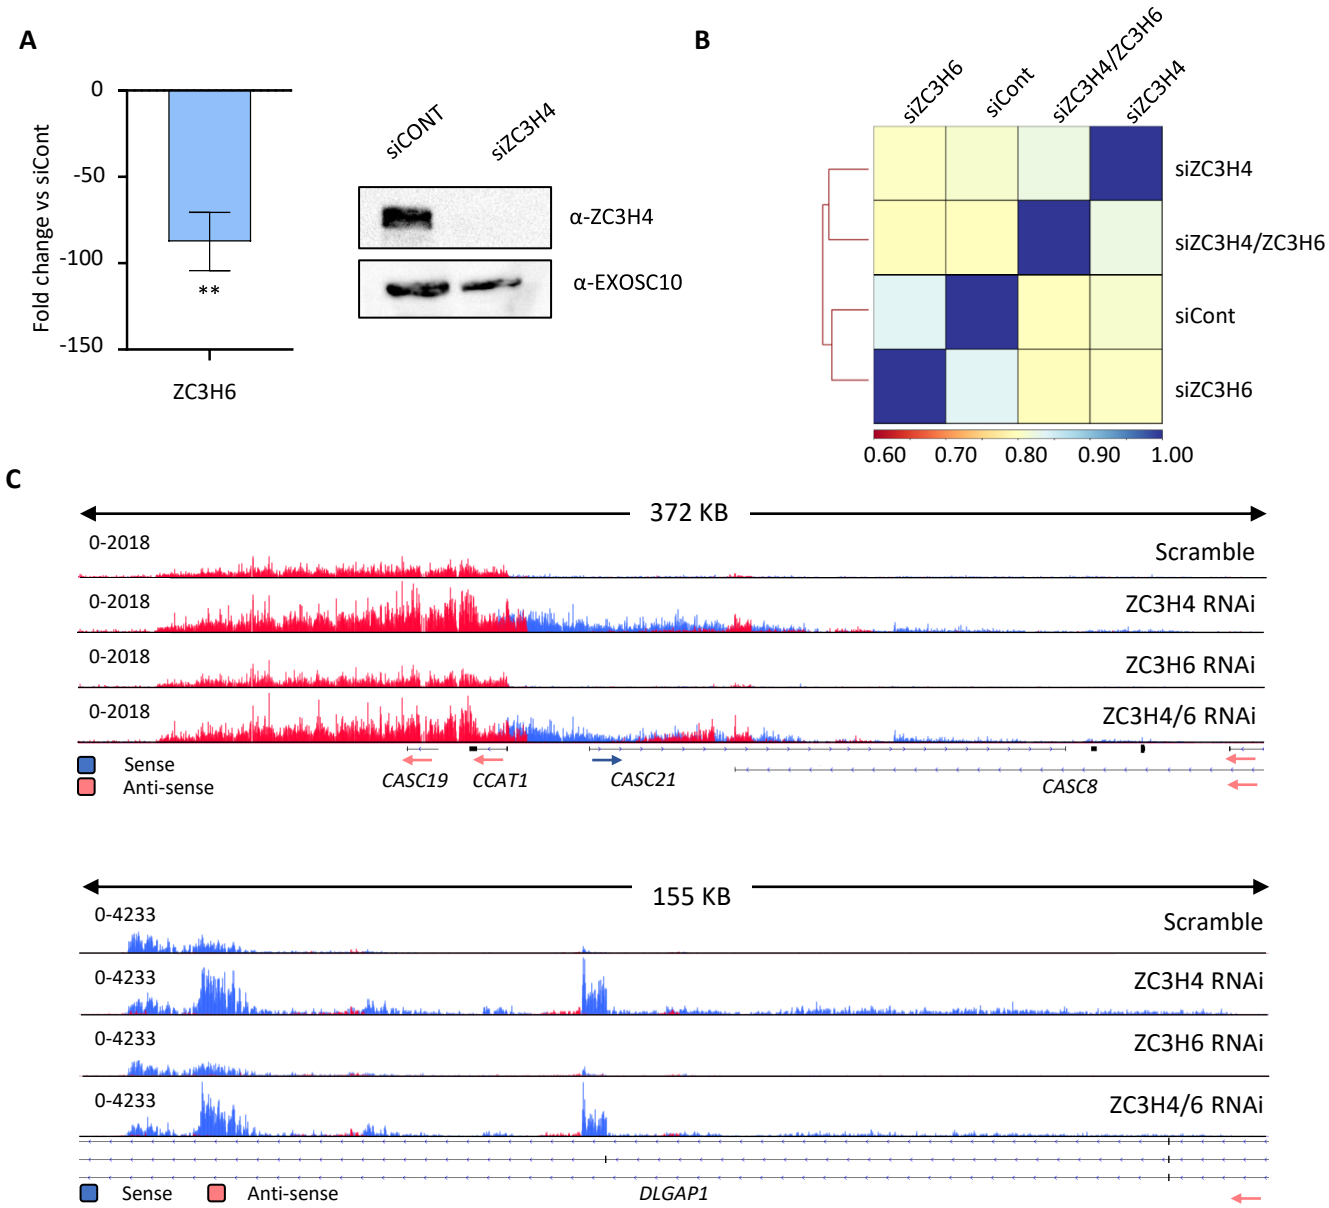 A
Fold change vs siCont
0
-50
-100
-150
**
ZC3H6
siCONT
siZC3H4
α-ZC3H4
α-EXOSC10
B
siZC3H6
siCont
siZC3H4/ZC3H6
siZC3H4
siZC3H4
siZC3H4/ZC3H6
siCont
siZC3H6
0.60 0.70 0.80 0.90 1.00
C
372 KB
0-2018
Scramble
0-2018
ZC3H4 RNAi
0-2018
ZC3H6 RNAi
0-2018
ZC3H4/6 RNAi
Sense
Anti-sense
CASC19
CCAT1
CASC21
CASC8
155 KB
0-4233
Scramble
0-4233
ZC3H4 RNAi
0-4233
ZC3H6 RNAi
0-4233
ZC3H4/6 RNAi
Sense
Anti-sense
DLGAP1